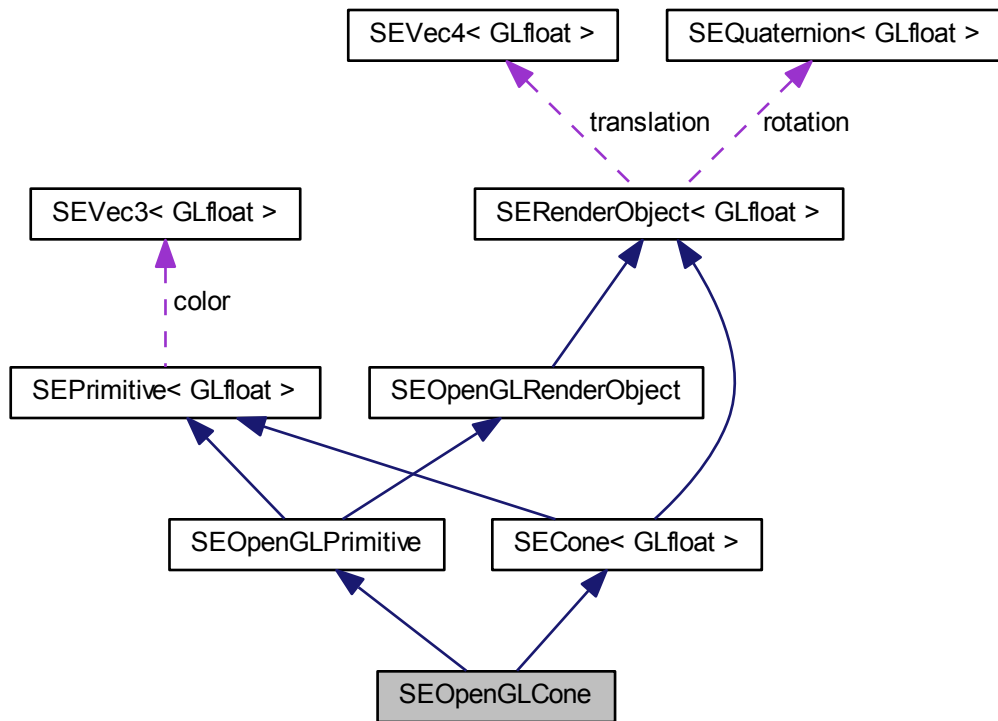 SEVec4< GLfloat >
SEQuaternion< GLfloat >
translation
rotation
SEVec3< GLfloat >
SERenderObject< GLfloat >
color
SEPrimitive< GLfloat >
SEOpenGLRenderObject
SEOpenGLPrimitive
SECone< GLfloat >
SEOpenGLCone